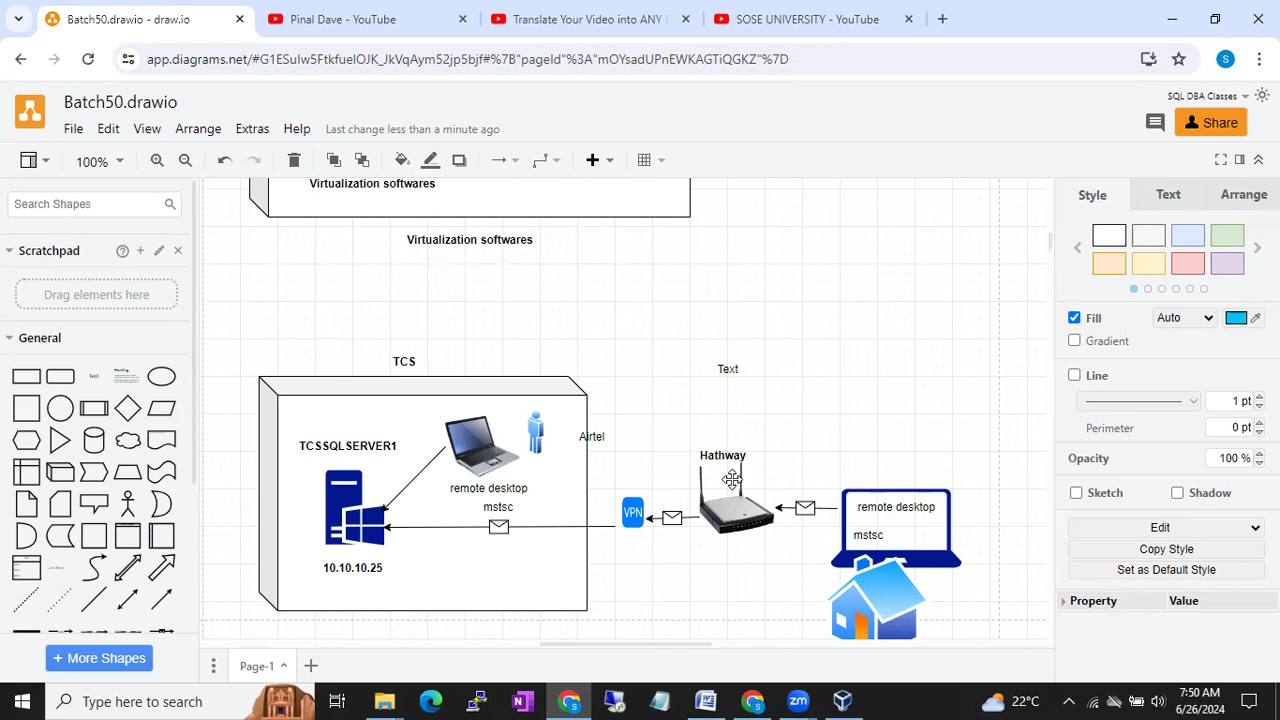 Batch50.drawio - draw.io
Pinal Dave - YouTube
Translate Your Video into ANY L
SOSE UNIVERSITY - YouTube
app.diagrams.net/#G1ESuIw5FtkfueIOJK_JkVqAym52jp5bjf#%7B"pageId"%3A"mOYsadUPnEWKAGTiQGKZ"%7D
S
Batch50.drawio
SQL DBA Classes
File Edit View Arrange Extras Help Last change less than a minute ago
Share
100%
Search Shapes
Scratchpad
Drag elements here
General
Text
Heading
+ More Shapes
Virtualization softwares
Virtualization softwares
TCS
Text
TCSSQLSERVER1
Airtel
Hathway
remote desktop
mstsc
VPN
remote desktop
mstsc
10.10.10.25
Page-1
Style Text Arrange
Fill Auto
Gradient
Line
1 pt
Perimeter 0 pt
Opacity 100 %
Sketch Shadow
Edit
Copy Style
Set as Default Style
Property Value
Type here to search
22°C
7:50 AM
6/26/2024